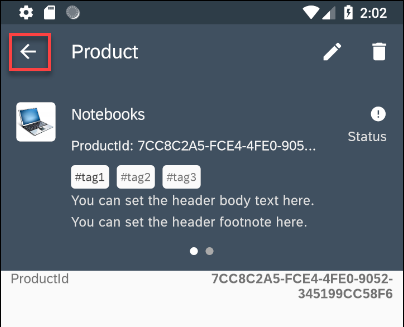 2:02
Product
Notebooks
ProductId: 7CC8C2A5-FCE4-4FE0-905...
Status
#tag1 #tag2 #tag3
You can set the header body text here.
You can set the header footnote here.
ProductId 7CC8C2A5-FCE4-4FE0-9052-
345199CC58F6